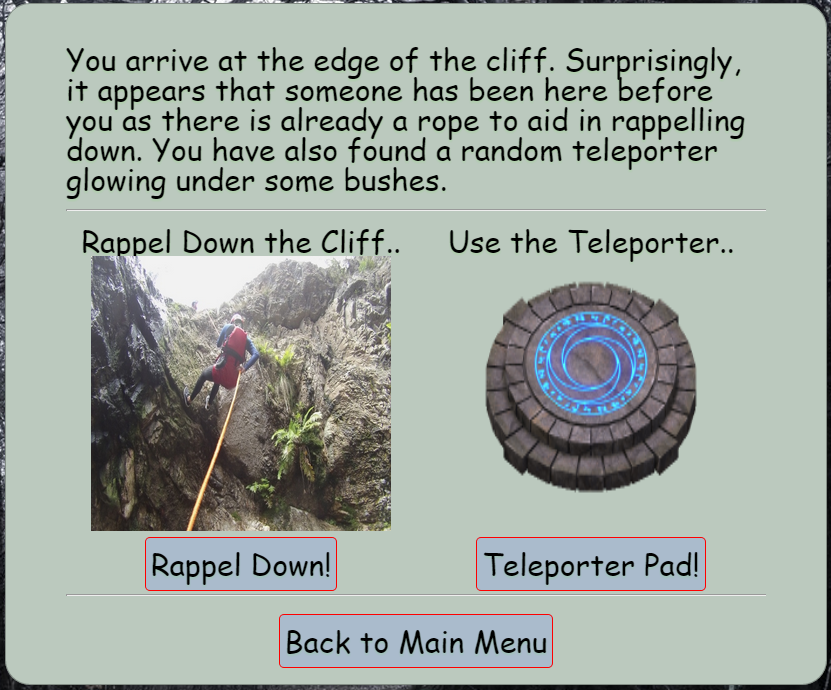 You arrive at the edge of the cliff. Surprisingly,
it appears that someone has been here before
you as there is already a rope to aid in rappelling
down. You have also found a random teleporter
glowing under some bushes.
Rappel Down the Cliff..
Use the Teleporter..
Rappel Down!
Teleporter Pad!
Back to Main Menu